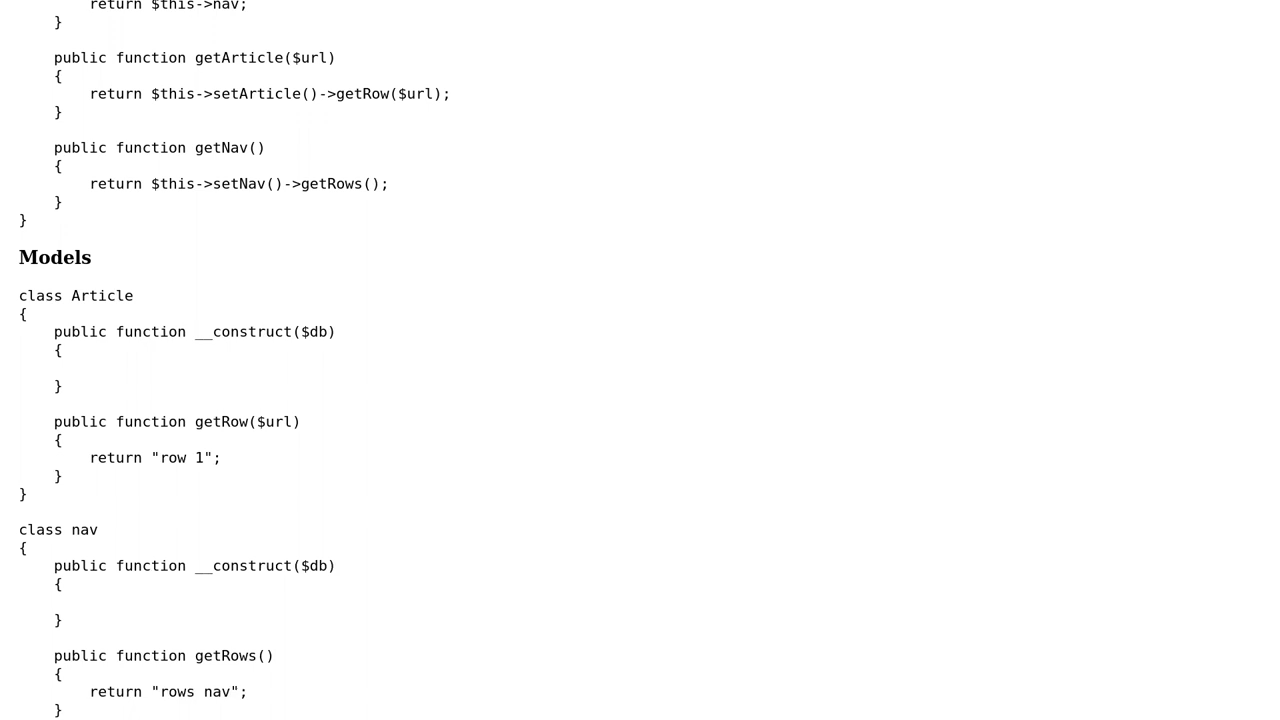 return $this->nav;
    }

    public function getArticle($url)
    {
        return $this->setArticle()->getRow($url);
    }

    public function getNav()
    {
        return $this->setNav()->getRows();
    }
}
Models
class Article
{
    public function __construct($db)
    {

    }

    public function getRow($url)
    {
        return "row 1";
    }
}

class nav
{
    public function __construct($db)
    {

    }

    public function getRows()
    {
        return "rows nav";
    }